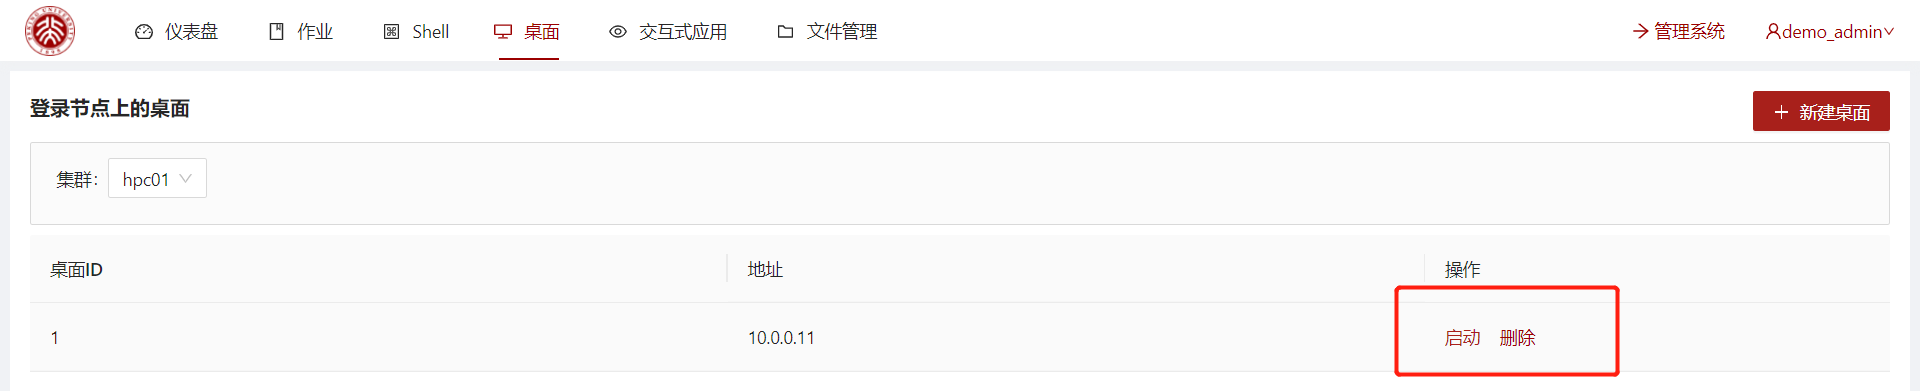 仪表盘 作业 Shell 桌面 交互式应用 文件管理 管理系统 demo_admin
登录节点上的桌面 新建桌面
集群: hpc01
桌面ID 地址 操作
1 10.0.0.11 启动 删除